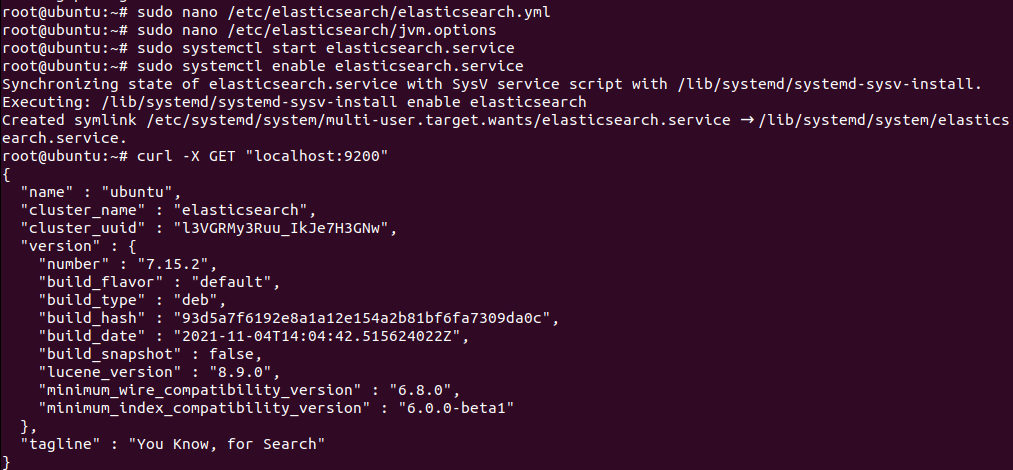 root@ubuntu:~# sudo nano /etc/elasticsearch/elasticsearch.yml
root@ubuntu:~# sudo nano /etc/elasticsearch/jvm.options
root@ubuntu:~# sudo systemctl start elasticsearch.service
root@ubuntu:~# sudo systemctl enable elasticsearch.service
Synchronizing state of elasticsearch.service with SysV service script with /lib/systemd/systemd-sysv-install.
Executing: /lib/systemd/systemd-sysv-install enable elasticsearch
Created symlink /etc/systemd/system/multi-user.target.wants/elasticsearch.service → /lib/systemd/system/elastics
earch.service.
root@ubuntu:~# curl -X GET "localhost:9200"
{
  "name" : "ubuntu",
  "cluster_name" : "elasticsearch",
  "cluster_uuid" : "l3VGRMy3Ruu_IkJe7H3GNw",
  "version" : {
    "number" : "7.15.2",
    "build_flavor" : "default",
    "build_type" : "deb",
    "build_hash" : "93d5a7f6192e8a1a12e154a2b81bf6fa7309da0c",
    "build_date" : "2021-11-04T14:04:42.515624022Z",
    "build_snapshot" : false,
    "lucene_version" : "8.9.0",
    "minimum_wire_compatibility_version" : "6.8.0",
    "minimum_index_compatibility_version" : "6.0.0-beta1"
  },
  "tagline" : "You Know, for Search"
}